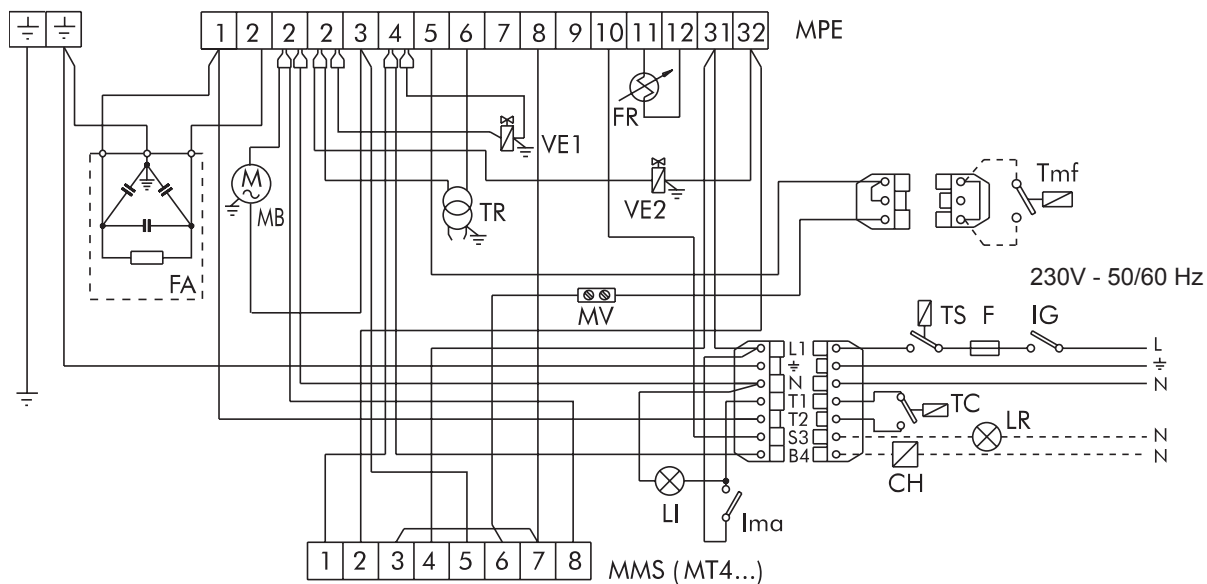 1 2 2 2 3 4 5 6 7 8 9 10 11 12 31 32 MPE
FR
VE1
M
MB
TR
VE2
Tmf
FA
230V - 50/60 Hz
MV
TS F IG
L1 L
N N
T1
TC
T2
LR
S3 N
B4 N
CH
LI
Ima
1 2 3 4 5 6 7 8 MMS (MT4...)